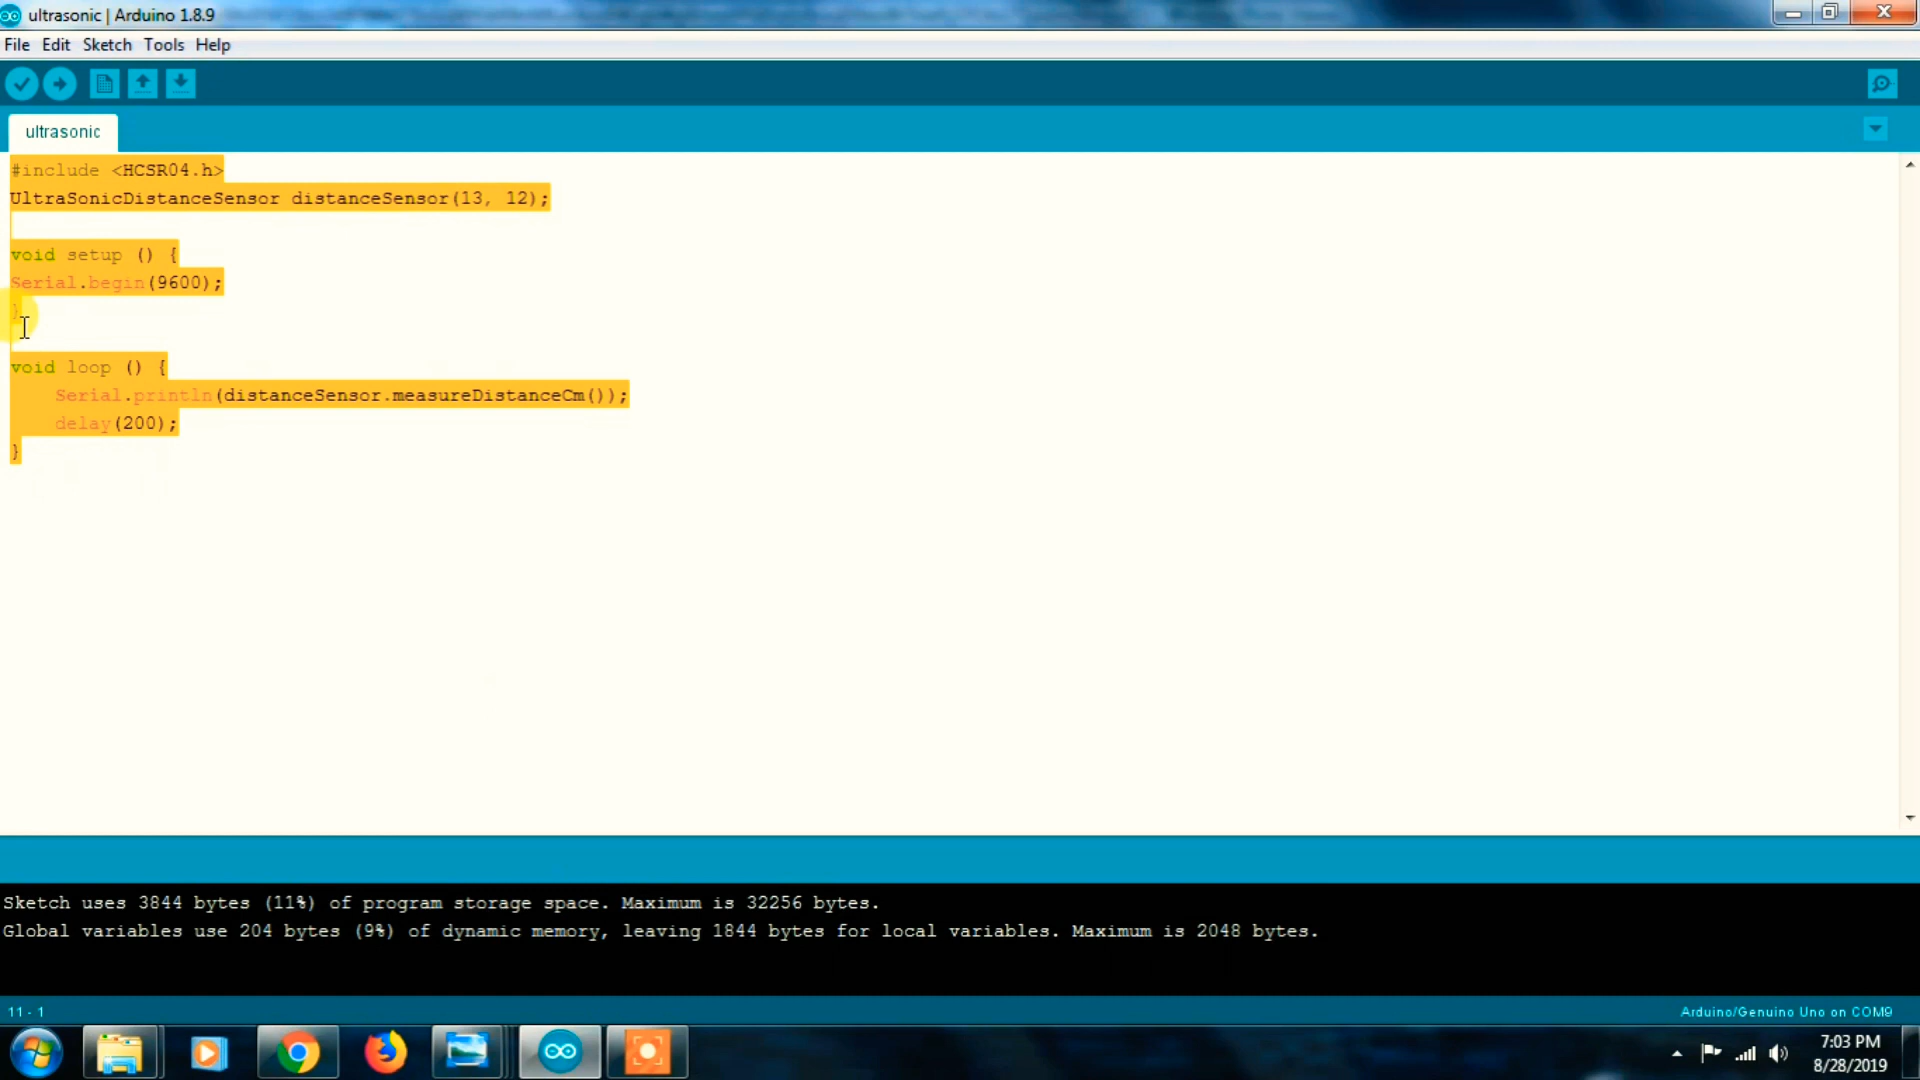 ultrasonic | Arduino 1.8.9
File Edit Sketch Tools Help
ultrasonic
#include <HCSR04.h>
UltraSonicDistanceSensor distanceSensor(13, 12);
void setup () {
Serial.begin(9600);
}
void loop () {
Serial.println(distanceSensor.measureDistanceCm());
delay(200);
}
Sketch uses 3844 bytes (11%) of program storage space. Maximum is 32256 bytes.
Global variables use 204 bytes (9%) of dynamic memory, leaving 1844 bytes for local variables. Maximum is 2048 bytes.
11 - 1
Arduino/Genuino Uno on COM9
7:03 PM
8/28/2019